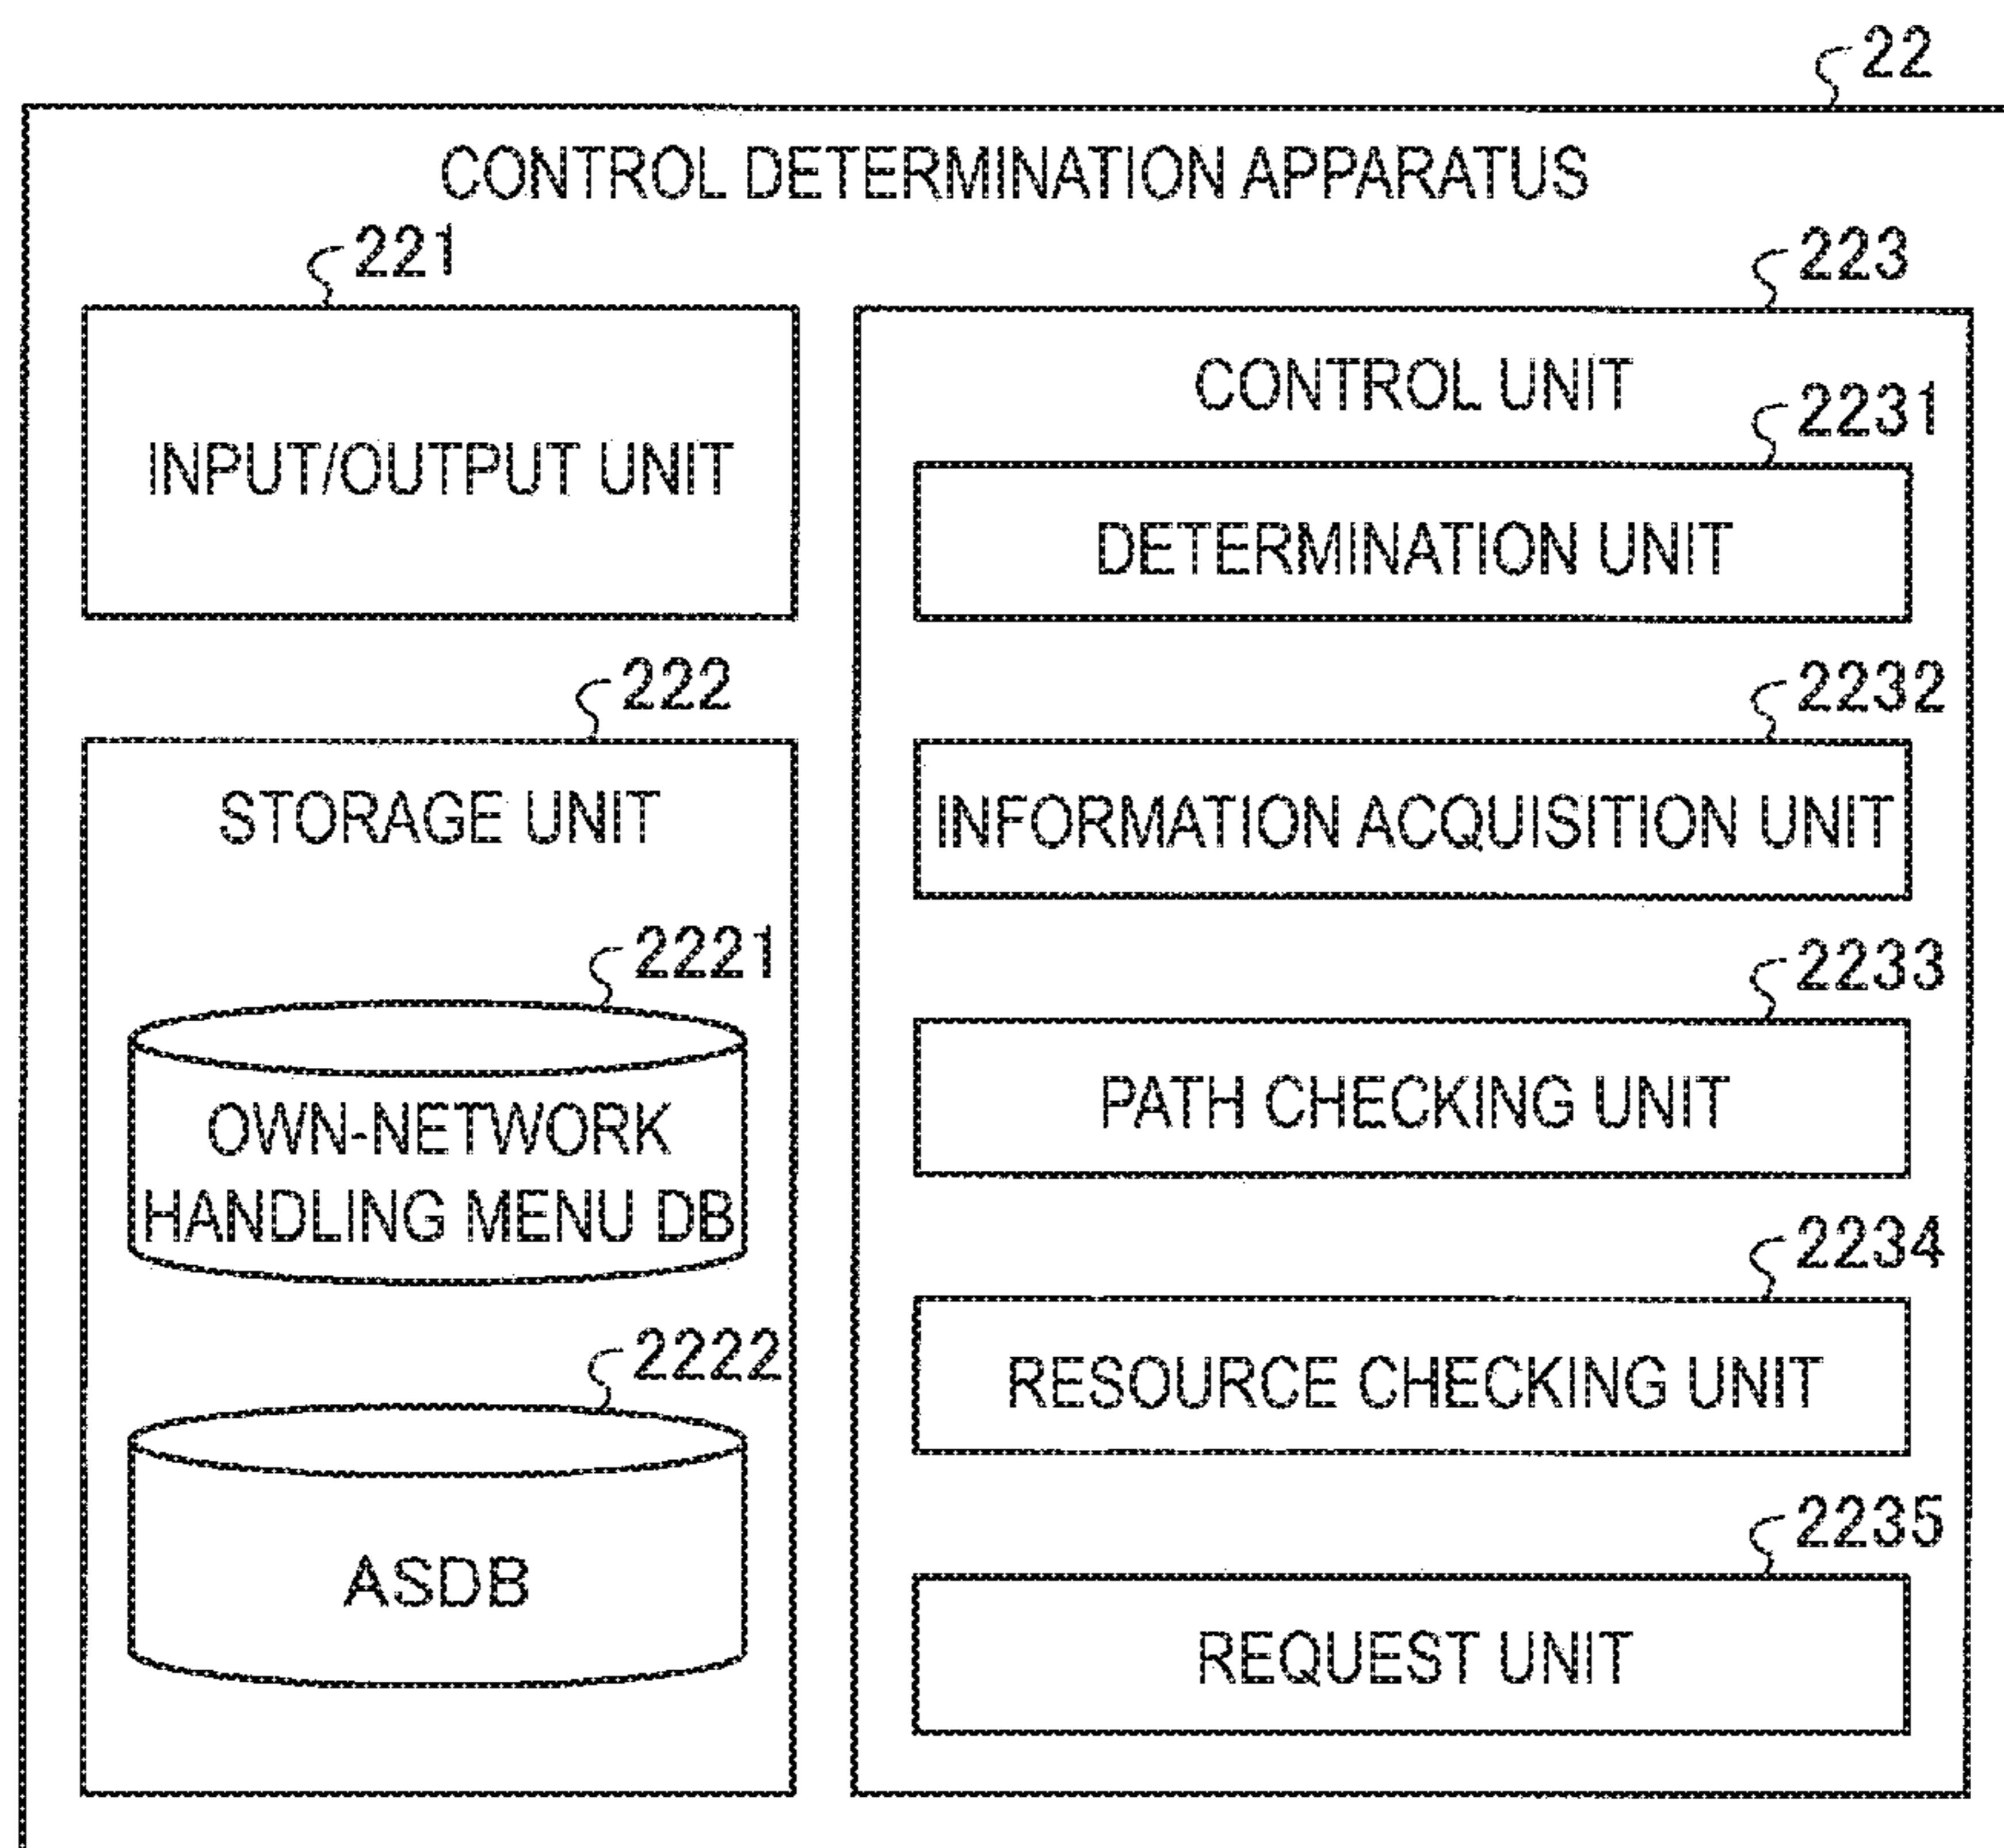 22
CONTROL DETERMINATION APPARATUS
221
INPUT/OUTPUT UNIT
222
STORAGE UNIT
2221
OWN-NETWORK
HANDLING MENU DB
2222
ASDB
223
CONTROL UNIT
2231
DETERMINATION UNIT
2232
INFORMATION ACQUISITION UNIT
2233
PATH CHECKING UNIT
2234
RESOURCE CHECKING UNIT
2235
REQUEST UNIT